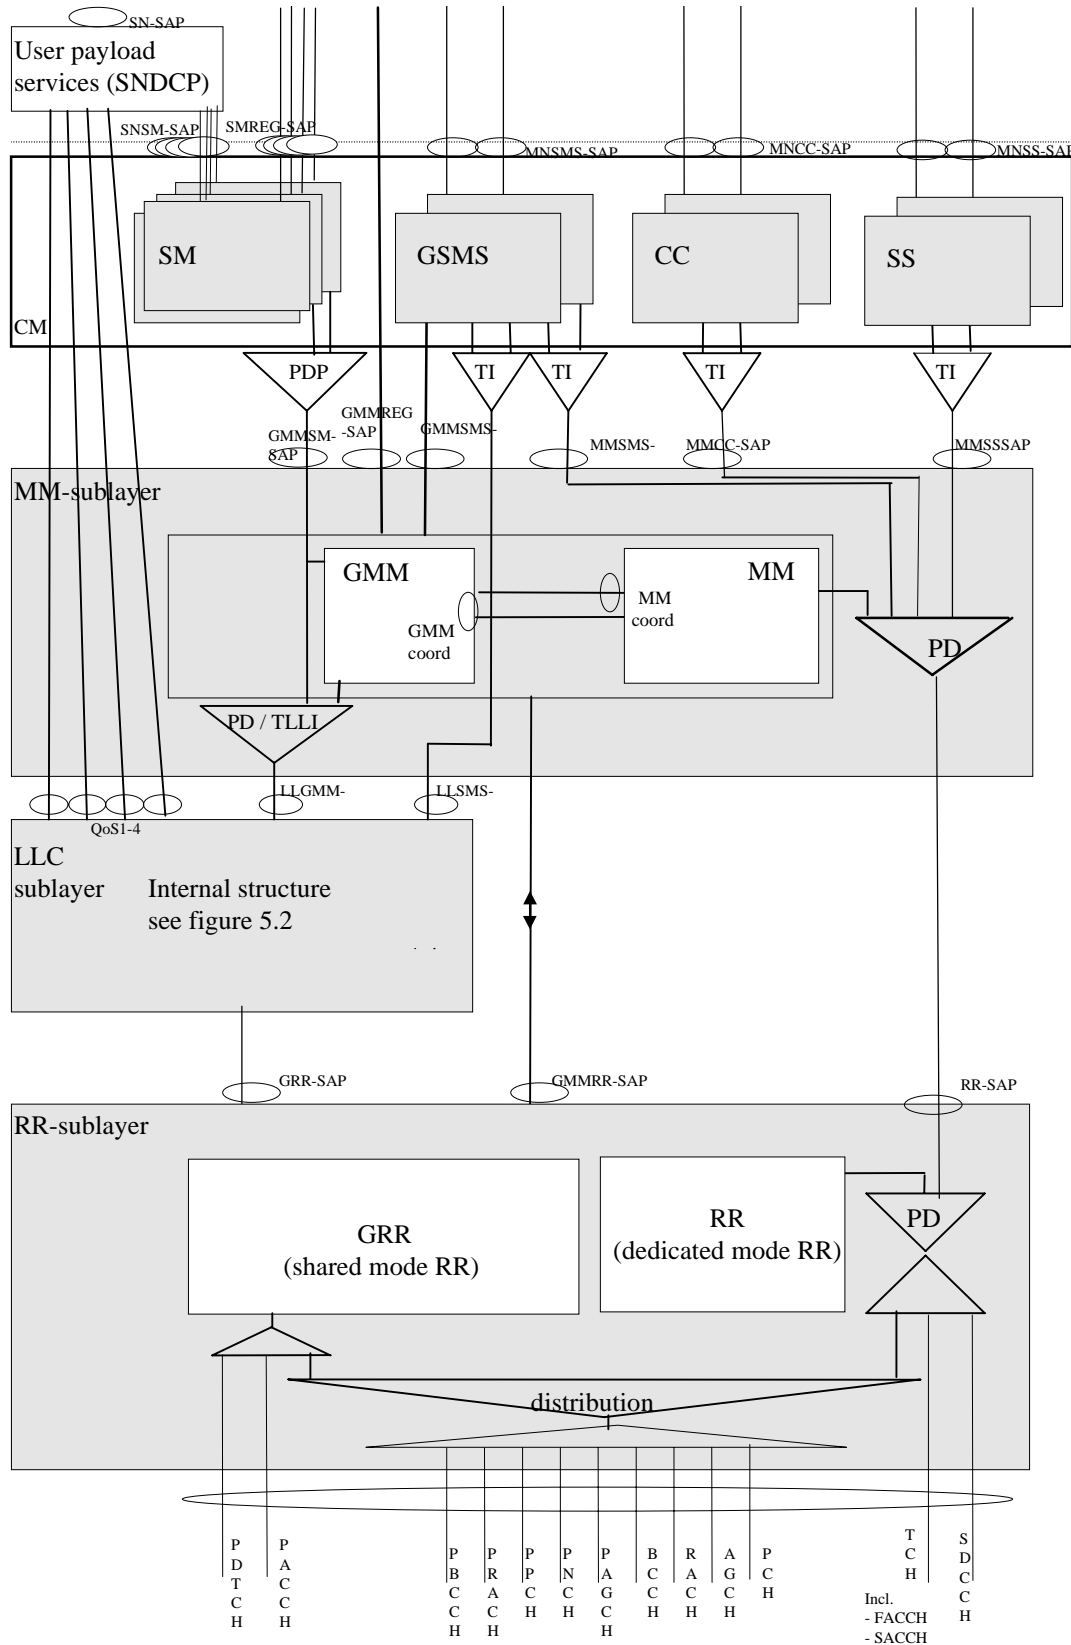 SN-SAP
User payload
services (SNDCP)
SNSM-SAP
SMREG-SAP
MNSMS-SAP
MNCC-SAP
MNSS-SAP
SM
GSMS
CC
SS
CM
PDP
TI
TI
TI
TI
GMMSM-
SAP
GMMREG
-SAP
GMMSMS-
MMSMS-
MMCC-SAP
MMSSSAP
MM-sublayer
GMM
MM
GMM
coord
MM
coord
PD
PD / TLLI
LLGMM-
LLSMS-
QoS1-4
LLC
sublayer
Internal structure
see figure 5.2
GRR-SAP
GMMRR-SAP
RR-SAP
RR-sublayer
GRR
(shared mode RR)
RR
(dedicated mode RR)
PD
distribution
PDTCH
PACCH
PBCCH
PRACH
PPCH
PNCH
PAGCH
BCCH
RACH
AGCH
PCH
TCH
SDCCH
Incl.
- FACCH
- SACCH